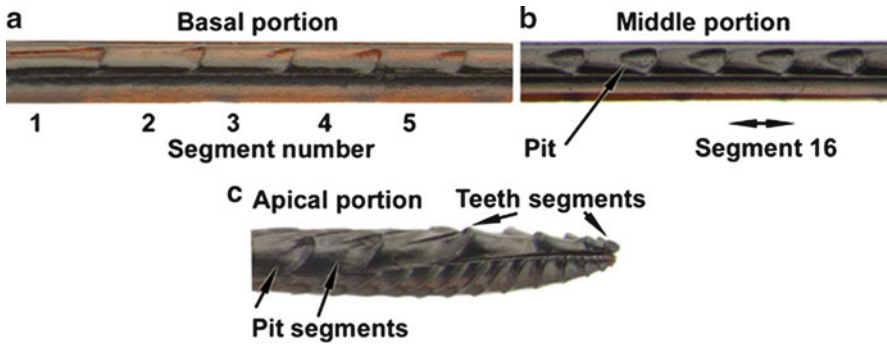 a Basal portion
1 2 3 4 5
Segment number
b Middle portion
Pit
Segment 16
c Apical portion
Teeth segments
Pit segments